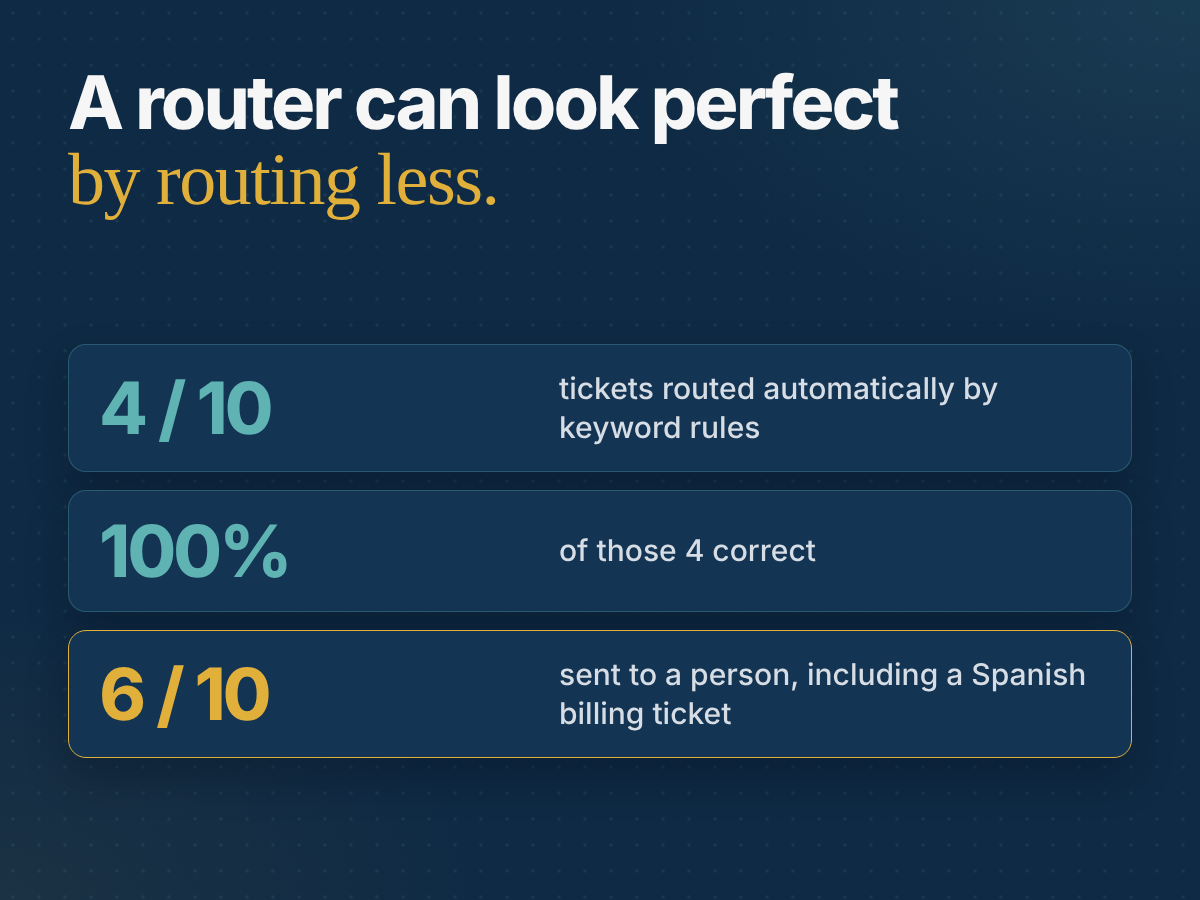 A router can look perfect
by routing less.
4 / 10
tickets routed automatically by
keyword rules
100%
of those 4 correct
6 / 10
sent to a person, including a Spanish
billing ticket